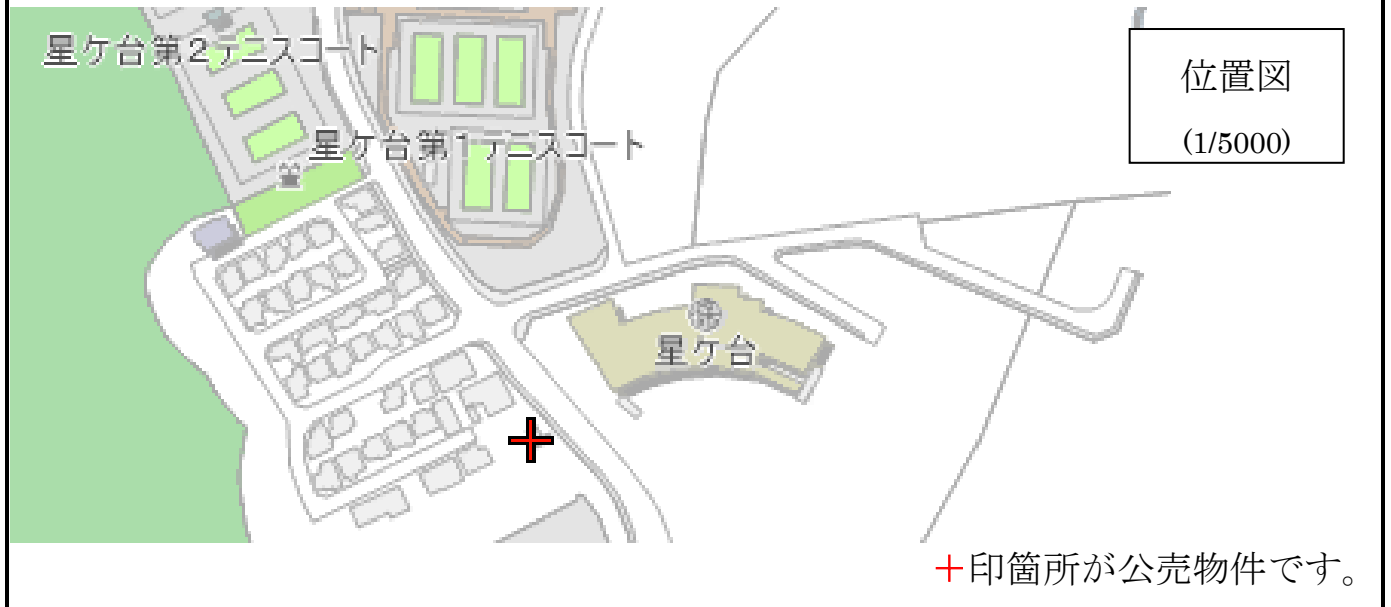 星ケ台第2テニスコート
位置図
(1/5000)
星ケ台第1テニスコート
星ケ台
+印箇所が公売物件です。